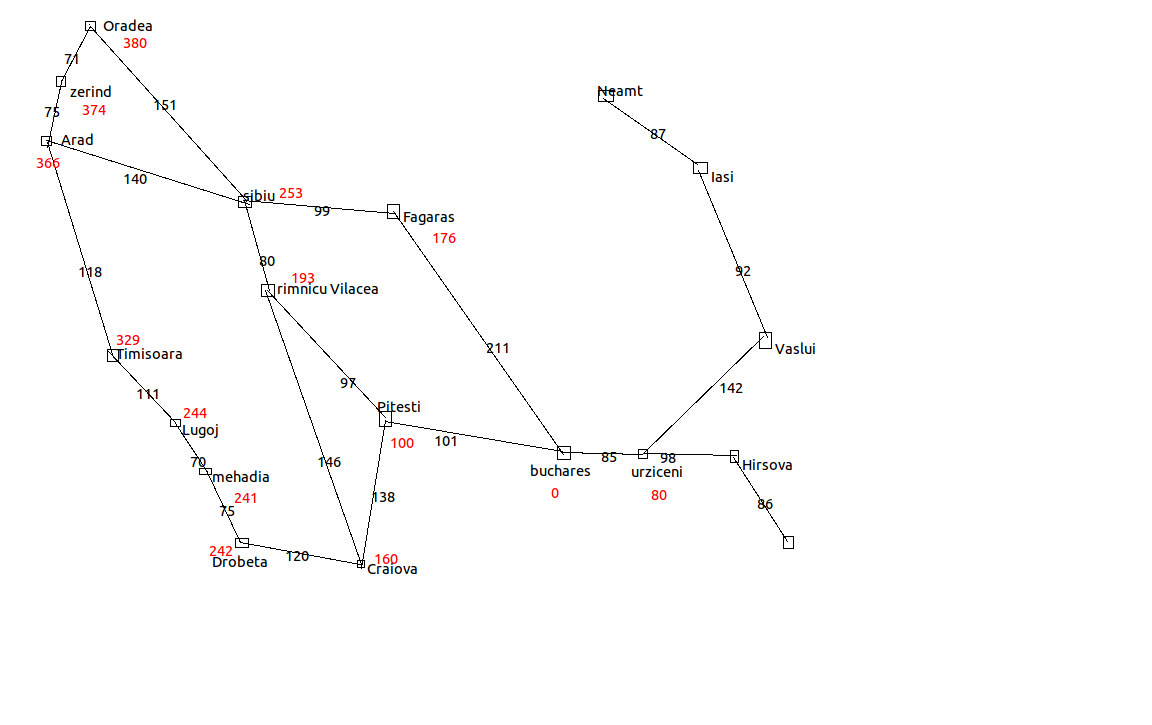 Oradea
380
71
zerind
374
75
151
Arad
366
140
Neamt
87
Iasi
sibiu 253
99
Fagaras
176
80
193
rimnicu Vilacea
118
92
329
Timisoara
211
Vaslui
111
97
142
244
Lugoj
Pitesti
100
101
70
mehadia
241
75
146
138
buchares
0
85
urziceni
80
98
Hirsova
86
242
Drobeta
120
160
Craiova